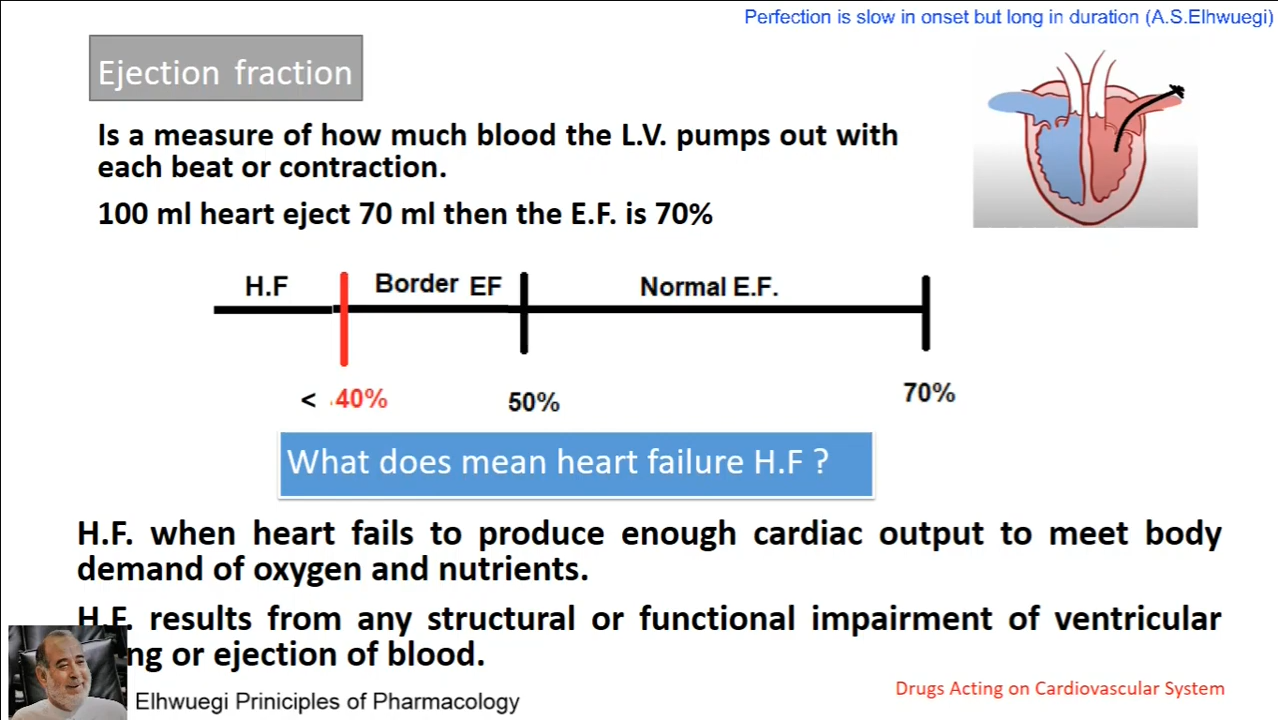 Perfection is slow in onset but long in duration (A.S.Elhwuegi)
Ejection fraction
Is a measure of how much blood the L.V. pumps out with
each beat or contraction.
100 ml heart eject 70 ml then the E.F. is 70%
H.F
Border EF
Normal E.F.
< 40%
50%
70%
What does mean heart failure H.F ?
H.F. when heart fails to produce enough cardiac output to meet body
demand of oxygen and nutrients.
H.F. results from any structural or functional impairment of ventricular
or ejection of blood.
Elhwuegi Priniciples of Pharmacology
Drugs Acting on Cardiovascular System